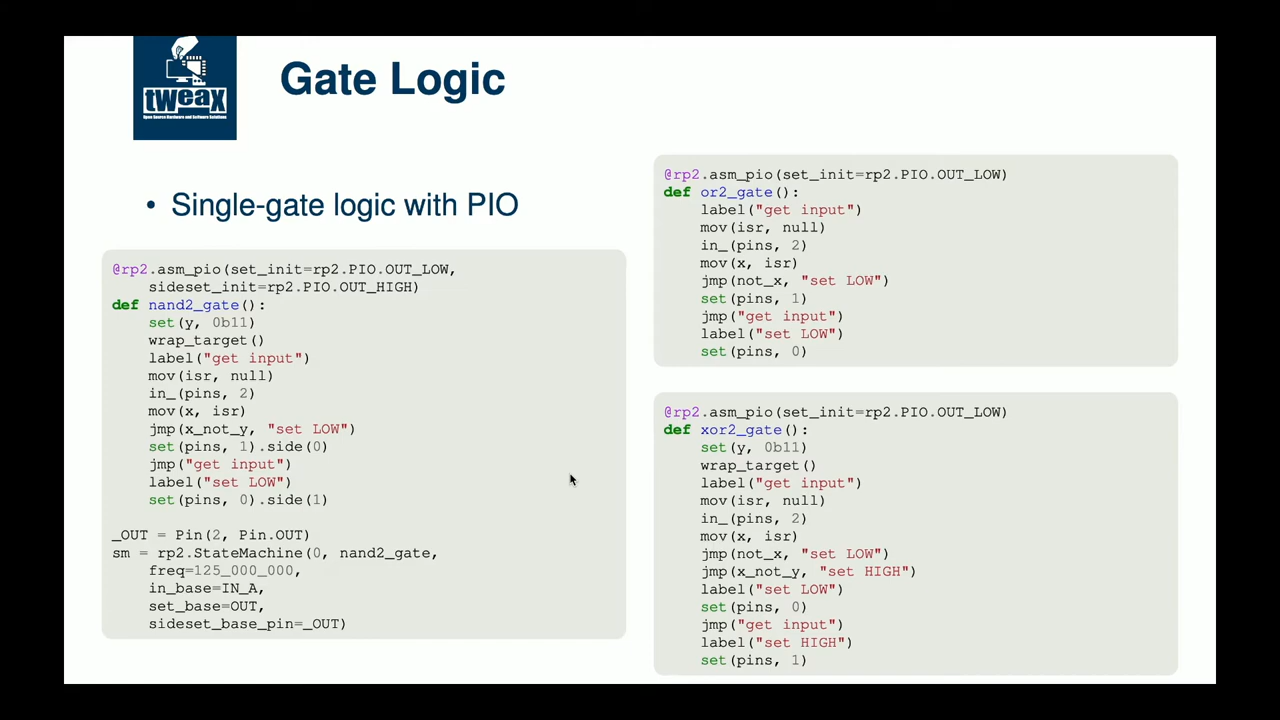 tweax
Open Source Hardware and Software Solutions
Gate Logic
• Single-gate logic with PIO
@rp2.asm_pio(set_init=rp2.PIO.OUT_LOW,
     sideset_init=rp2.PIO.OUT_HIGH)
def nand2_gate():
    set(y, 0b11)
    wrap_target()
    label("get input")
    mov(isr, null)
    in_(pins, 2)
    mov(x, isr)
    jmp(x_not_y, "set LOW")
    set(pins, 1).side(0)
    jmp("get input")
    label("set LOW")
    set(pins, 0).side(1)
_OUT = Pin(2, Pin.OUT)
sm = rp2.StateMachine(0, nand2_gate,
    freq=125_000_000,
    in_base=IN_A,
    set_base=OUT,
    sideset_base_pin=_OUT)
@rp2.asm_pio(set_init=rp2.PIO.OUT_LOW)
def or2_gate():
    label("get input")
    mov(isr, null)
    in_(pins, 2)
    mov(x, isr)
    jmp(not_x, "set LOW")
    set(pins, 1)
    jmp("get input")
    label("set LOW")
    set(pins, 0)
@rp2.asm_pio(set_init=rp2.PIO.OUT_LOW)
def xor2_gate():
    set(y, 0b11)
    wrap_target()
    label("get input")
    mov(isr, null)
    in_(pins, 2)
    mov(x, isr)
    jmp(not_x, "set LOW")
    jmp(x_not_y, "set HIGH")
    label("set LOW")
    set(pins, 0)
    jmp("get input")
    label("set HIGH")
    set(pins, 1)